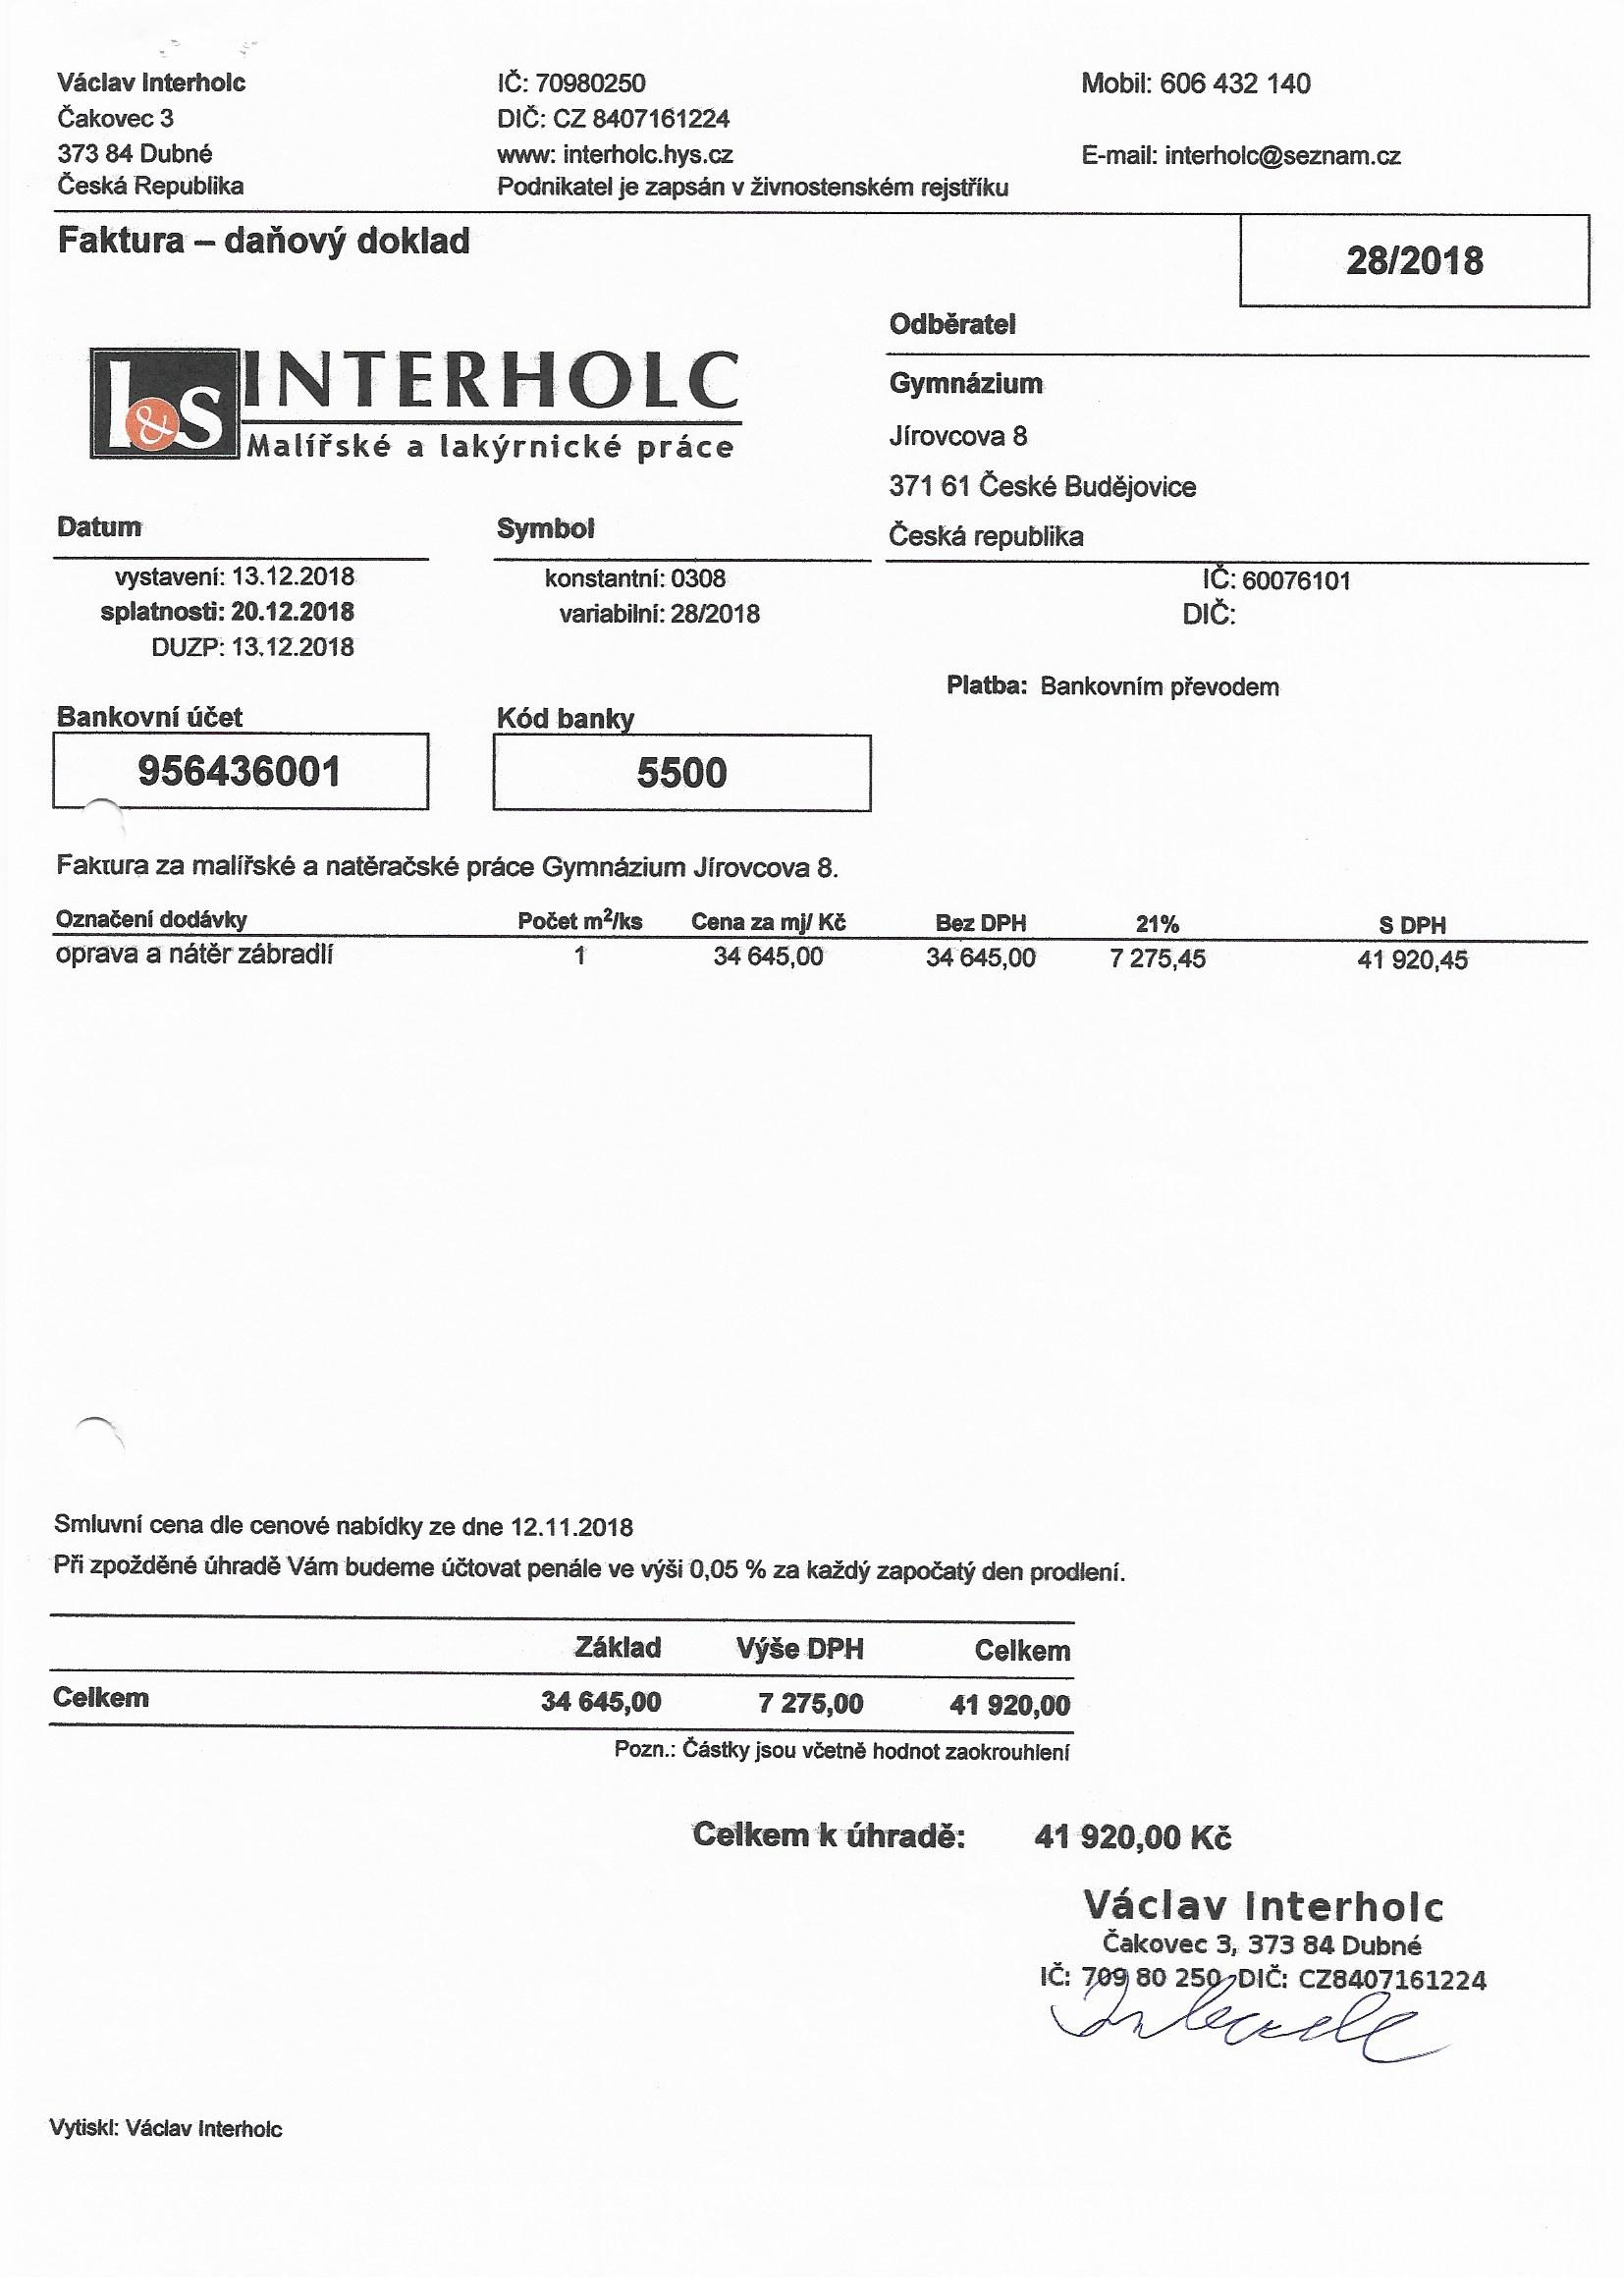 Václav Interholc
Čakovec 3
373 84 Dubné
Česká Republika
IČ: 70980250
DIČ: CZ 8407161224
www: interholc.hys.cz
Podnikatel je zapsán v živnostenském rejstříku
Mobil: 606 432 140
E-mail: interholc@seznam.cz
Faktura – daňový doklad
28/2018
I&S INTERHOLC
Malířské a lakýrnické práce
Odběratel
Gymnázium
Jírovcova 8
371 61 České Budějovice
Česká republika
IČ: 60076101
DIČ:
Datum
vystavení: 13.12.2018
splatnosti: 20.12.2018
DUZP: 13.12.2018
Symbol
konstantní: 0308
variabilní: 28/2018
Platba: Bankovním převodem
Bankovní účet
956436001
Kód banky
5500
Faktura za malířské a natěračské práce Gymnázium Jírovcova 8.
Označení dodávky Počet m²/ks Cena za mj/ Kč Bez DPH 21% S DPH
oprava a nátěr zábradlí 1 34 645,00 34 645,00 7 275,45 41 920,45
Smluvní cena dle cenové nabídky ze dne 12.11.2018
Při zpožděné úhradě Vám budeme účtovat penále ve výši 0,05 % za každý započatý den prodlení.
Základ Výše DPH Celkem
Celkem 34 645,00 7 275,00 41 920,00
Pozn.: Částky jsou včetně hodnot zaokrouhlení
Celkem k úhradě: 41 920,00 Kč
Václav Interholc
Čakovec 3, 373 84 Dubné
IČ: 709 80 250, DIČ: CZ8407161224
Vytiskl: Václav Interholc